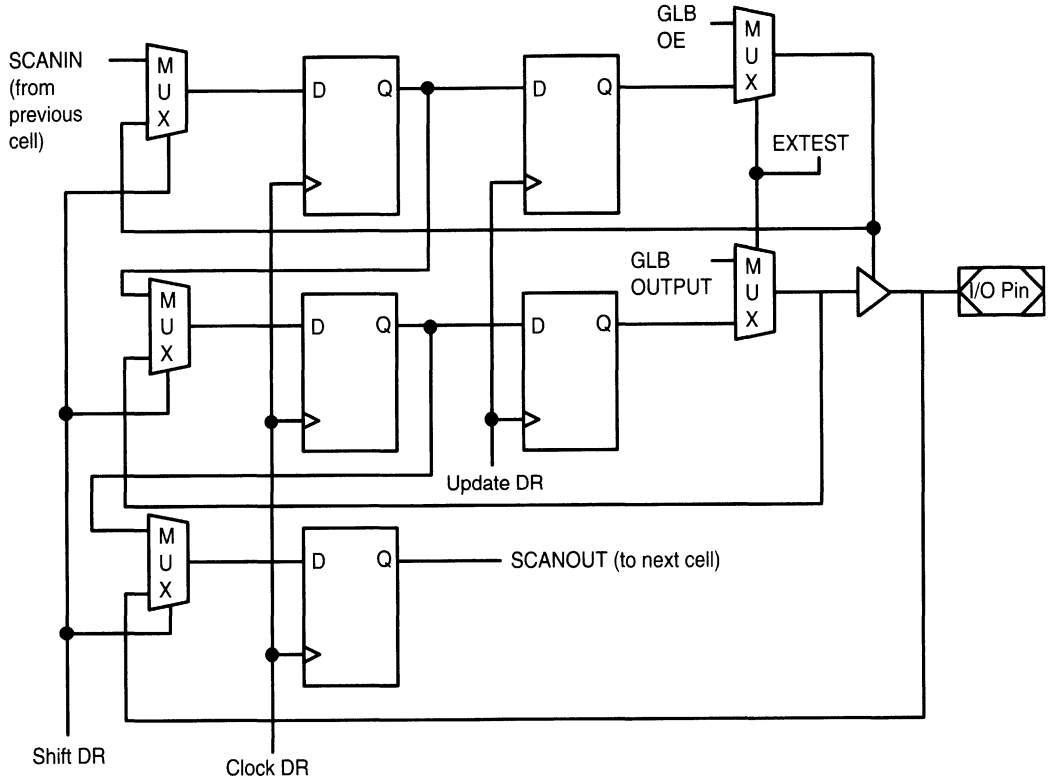 GLB
OE
SCANIN
(from
previous
cell)
M
U
X
M
U
X
D
Q
D
Q
EXTEST
GLB
OUTPUT
M
U
X
I/O Pin
M
U
X
D
Q
D
Q
Update DR
M
U
X
D
Q
SCANOUT (to next cell)
Shift DR
Clock DR